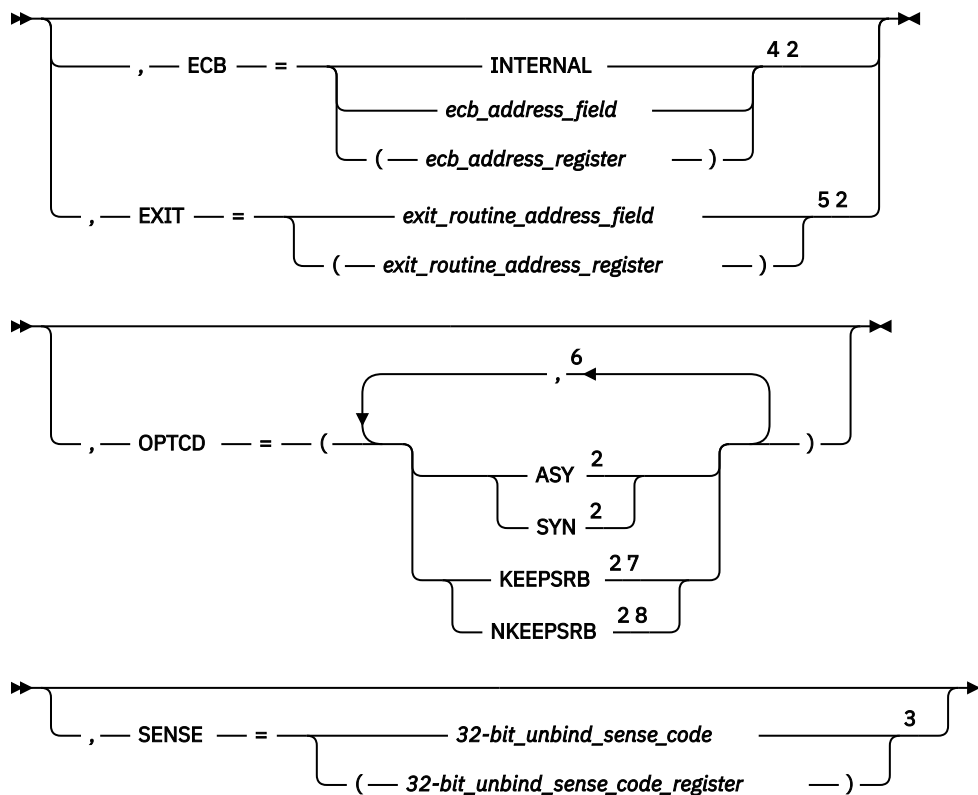 , ECB = INTERNAL 4 2
ecb_address_field
( ecb_address_register )
, EXIT = exit_routine_address_field 5 2
( exit_routine_address_register )
, 6
, OPTCD = ( )
ASY 2
SYN 2
KEEPSRB 2 7
NKEEPSRB 2 8
, SENSE = 32-bit_unbind_sense_code 3
( 32-bit_unbind_sense_code_register )